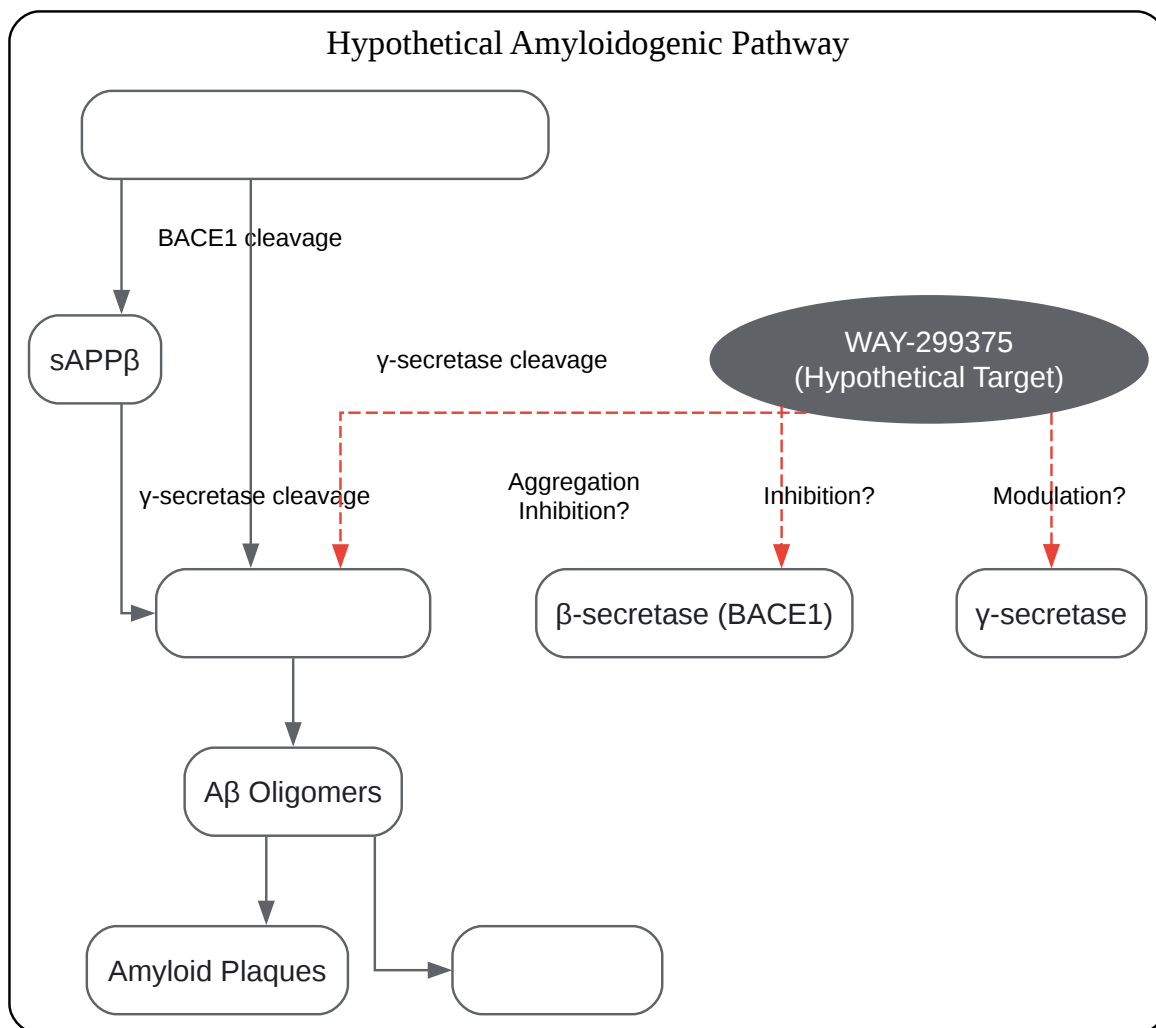 Hypothetical Amyloidogenic Pathway
BACE1 cleavage
sAPPβ
γ-secretase cleavage
WAY-299375
(Hypothetical Target)
γ-secretase cleavage
Aggregation
Inhibition?
Inhibition?
Modulation?
β-secretase (BACE1)
γ-secretase
Aβ Oligomers
Amyloid Plaques